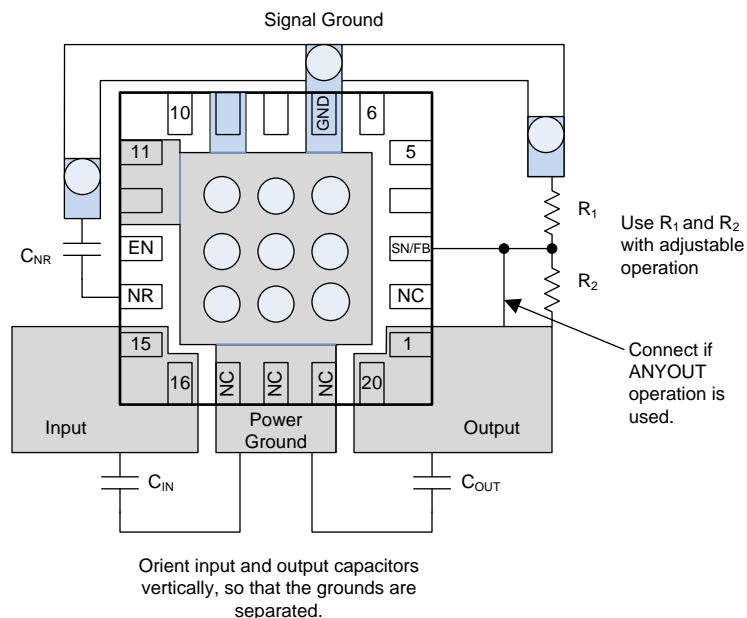 Signal Ground
10
GND
6
11
5
R1
Use R1 and R2
with adjustable
operation
CNR
EN
SN/FB
R2
NR
NC
15
1
Connect if
ANYOUT
operation is
used.
16
NC
NC
NC
20
Input
Power
Ground
Output
CIN
COUT
Orient input and output capacitors
vertically, so that the grounds are
separated.